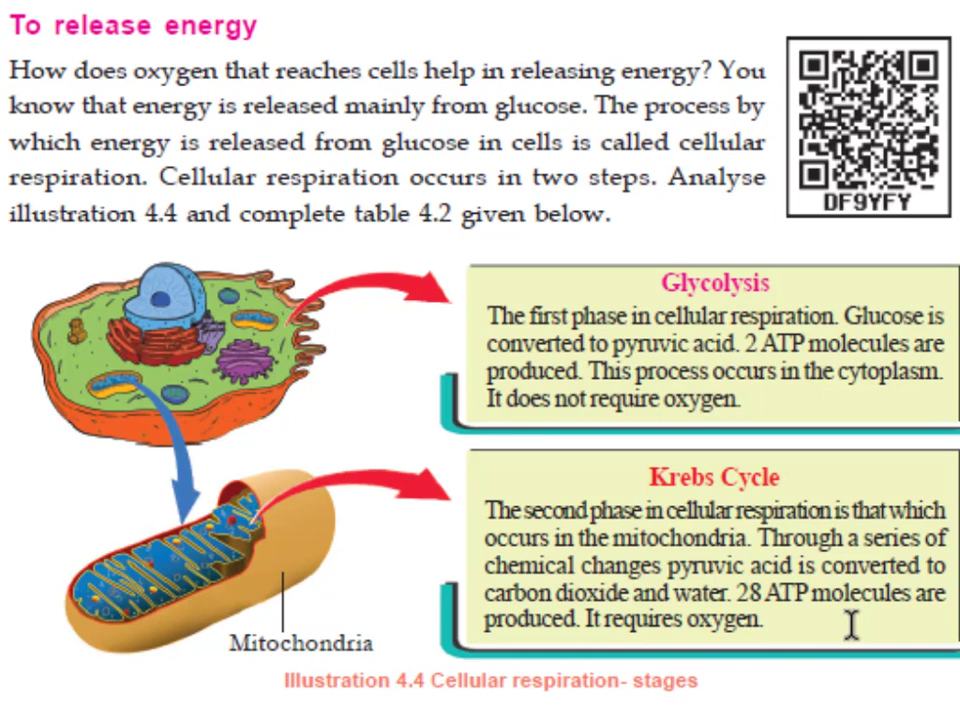 To release energy
How does oxygen that reaches cells help in releasing energy? You
know that energy is released mainly from glucose. The process by
which energy is released from glucose in cells is called cellular
respiration. Cellular respiration occurs in two steps. Analyse
illustration 4.4 and complete table 4.2 given below.
DF9YFY
Glycolysis
The first phase in cellular respiration. Glucose is
converted to pyruvic acid. 2 ATP molecules are
produced. This process occurs in the cytoplasm.
It does not require oxygen.
Krebs Cycle
The second phase in cellular respiration is that which
occurs in the mitochondria. Through a series of
chemical changes pyruvic acid is converted to
carbon dioxide and water. 28 ATP molecules are
produced. It requires oxygen.
Mitochondria
Illustration 4.4 Cellular respiration- stages